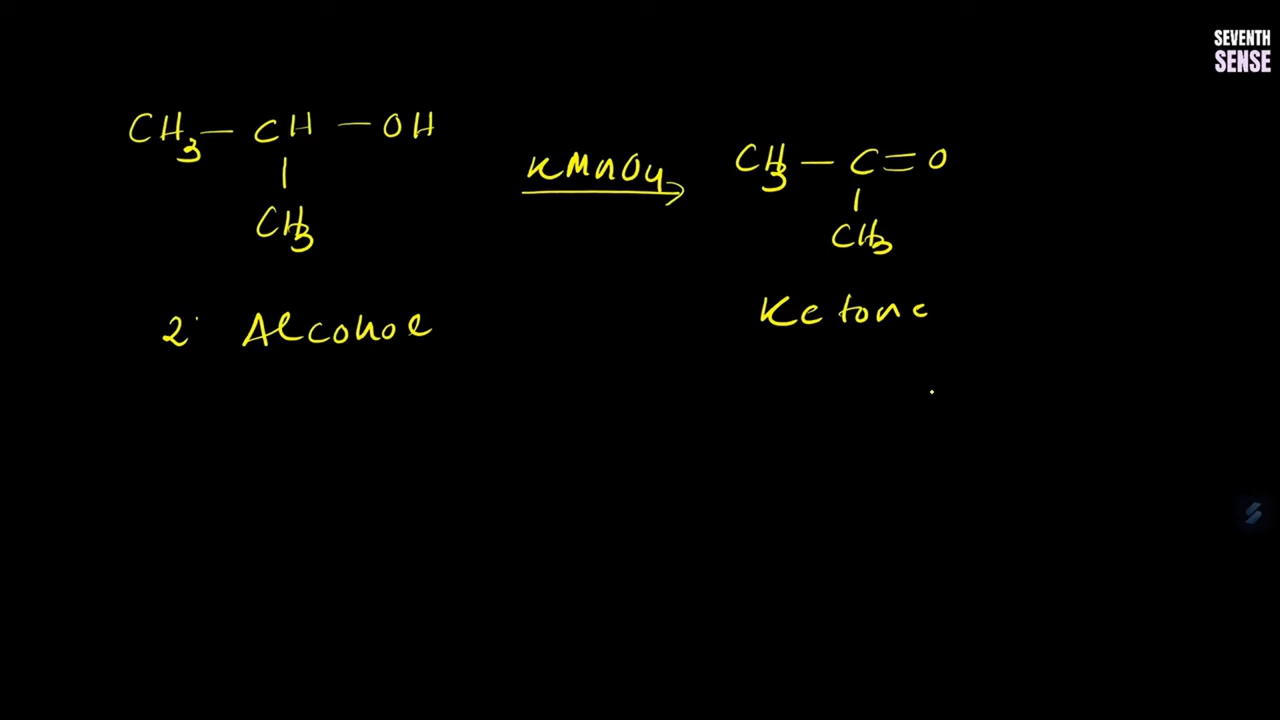 SEVENTH
SENSE
CH3 – CH – OH
|
CH3
KMnO4
CH3 – C = O
|
CH3
2° Alcohol
Ketone